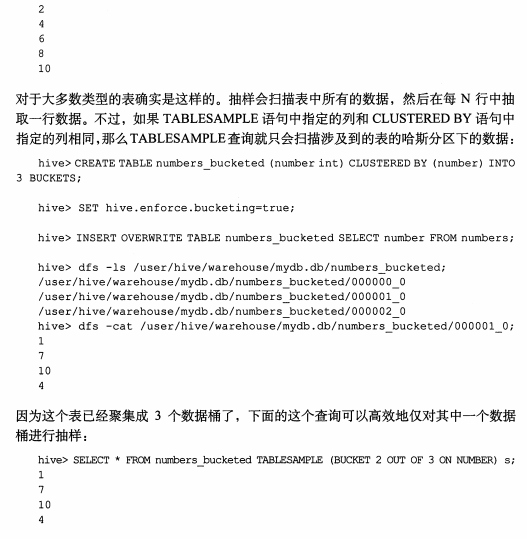 2
4
6
8
10
对于大多数类型的表确实是这样的。抽样会扫描表中所有的数据，然后在每 N 行中抽
取一行数据。不过，如果 TABLESAMPLE 语句中指定的列和 CLUSTERED BY 语句中
指定的列相同，那么 TABLESAMPLE 查询就只会扫描涉及到的表的哈斯分区下的数据：
hive> CREATE TABLE numbers_bucketed (number int) CLUSTERED BY (number) INTO
3 BUCKETS;
hive> SET hive.enforce.bucketing=true;
hive> INSERT OVERWRITE TABLE numbers_bucketed SELECT number FROM numbers;
hive> dfs -ls /user/hive/warehouse/mydb.db/numbers_bucketed;
/user/hive/warehouse/mydb.db/numbers_bucketed/000000_0
/user/hive/warehouse/mydb.db/numbers_bucketed/000001_0
/user/hive/warehouse/mydb.db/numbers_bucketed/000002_0
hive> dfs -cat /user/hive/warehouse/mydb.db/numbers_bucketed/000001_0;
1
7
10
4
因为这个表已经聚集成 3 个数据桶了，下面的这个查询可以高效地仅对其中一个数据
桶进行抽样：
hive> SELECT * FROM numbers_bucketed TABLESAMPLE (BUCKET 2 OUT OF 3 ON NUMBER) s;
1
7
10
4